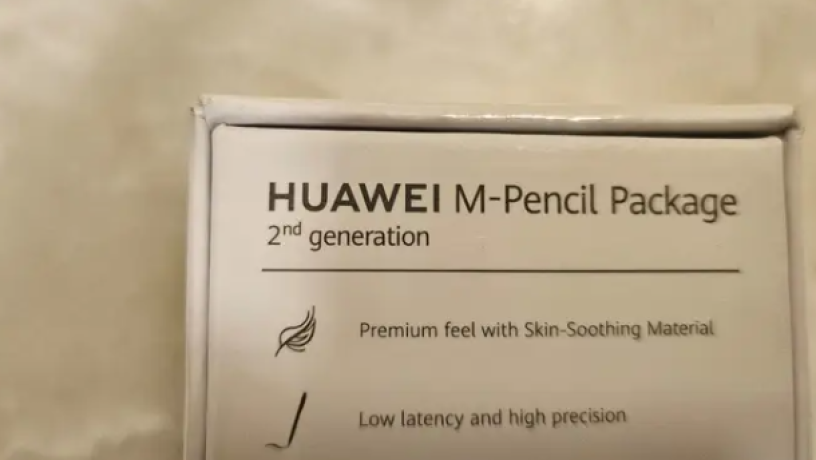 HUAWEI M-Pencil Package
2nd generation
Premium feel with Skin-Soothing Material
Low latency and high precision